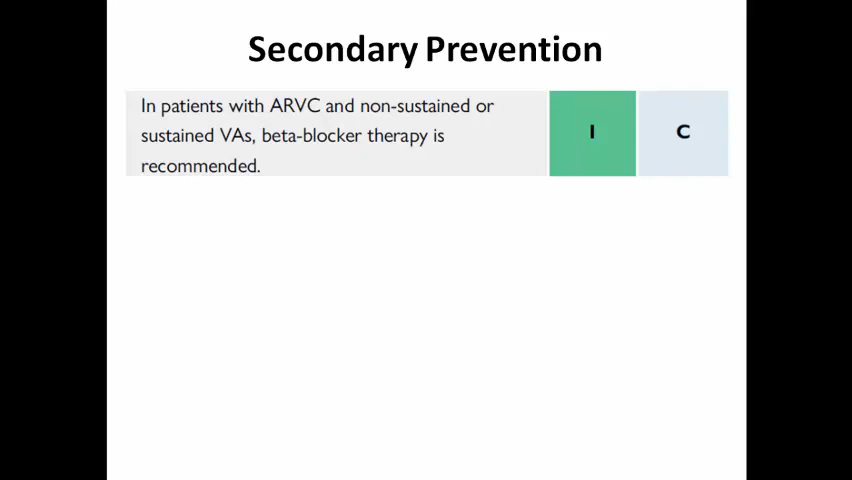 Secondary Prevention
In patients with ARVC and non-sustained or
sustained VAs, beta-blocker therapy is
recommended.
I
C